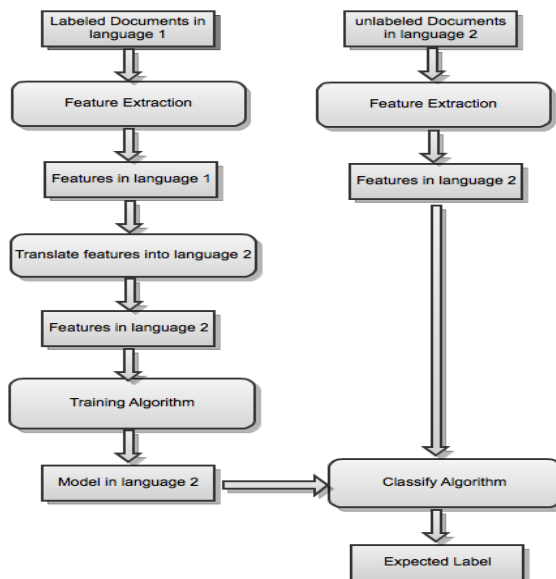 Labeled Documents in
language 1
Feature Extraction
Features in language 1
Translate features into language 2
Features in language 2
Training Algorithm
Model in language 2
unlabeled Documents
in language 2
Feature Extraction
Features in language 2
Classify Algorithm
Expected Label